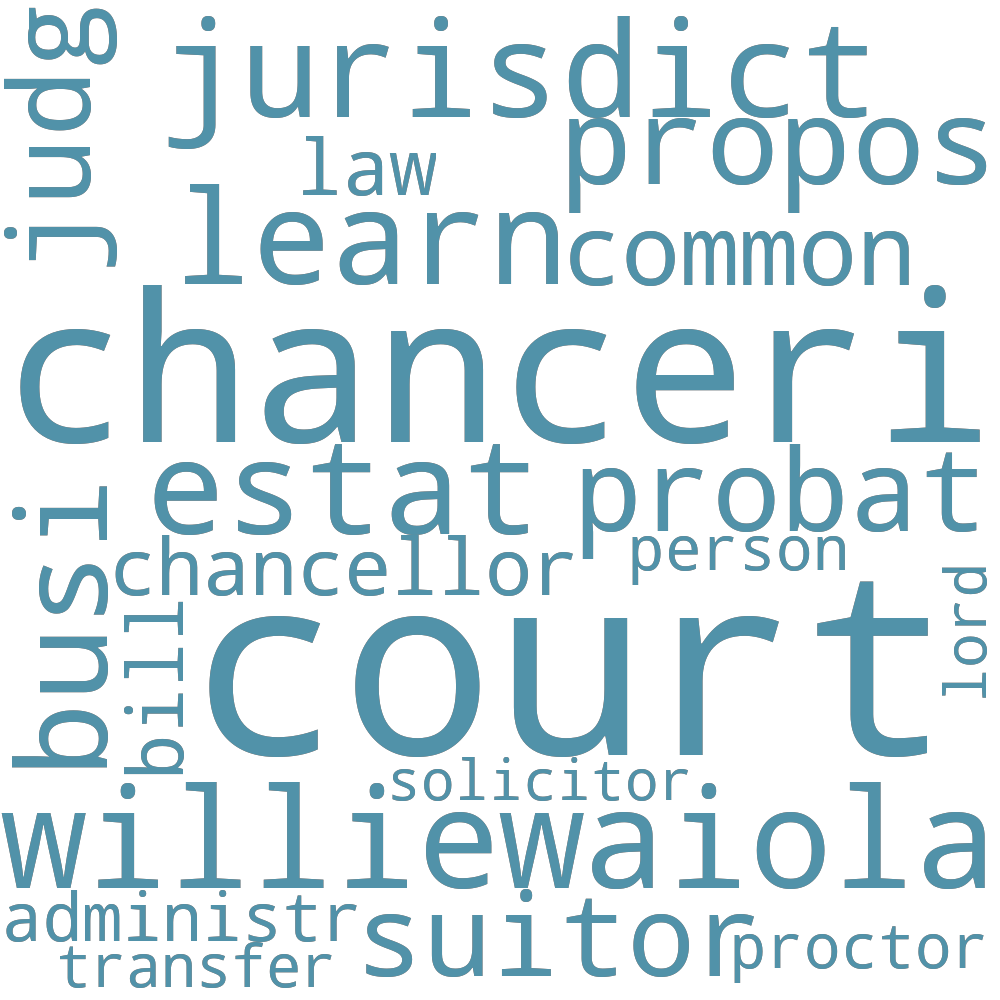 judg
jurisdict
propos
law
learn
common
chanceri
estat
probat
busi
chancellor
person
lord
bill
court
solicitor
williewaiola
administr
suitor
proctor
transfer